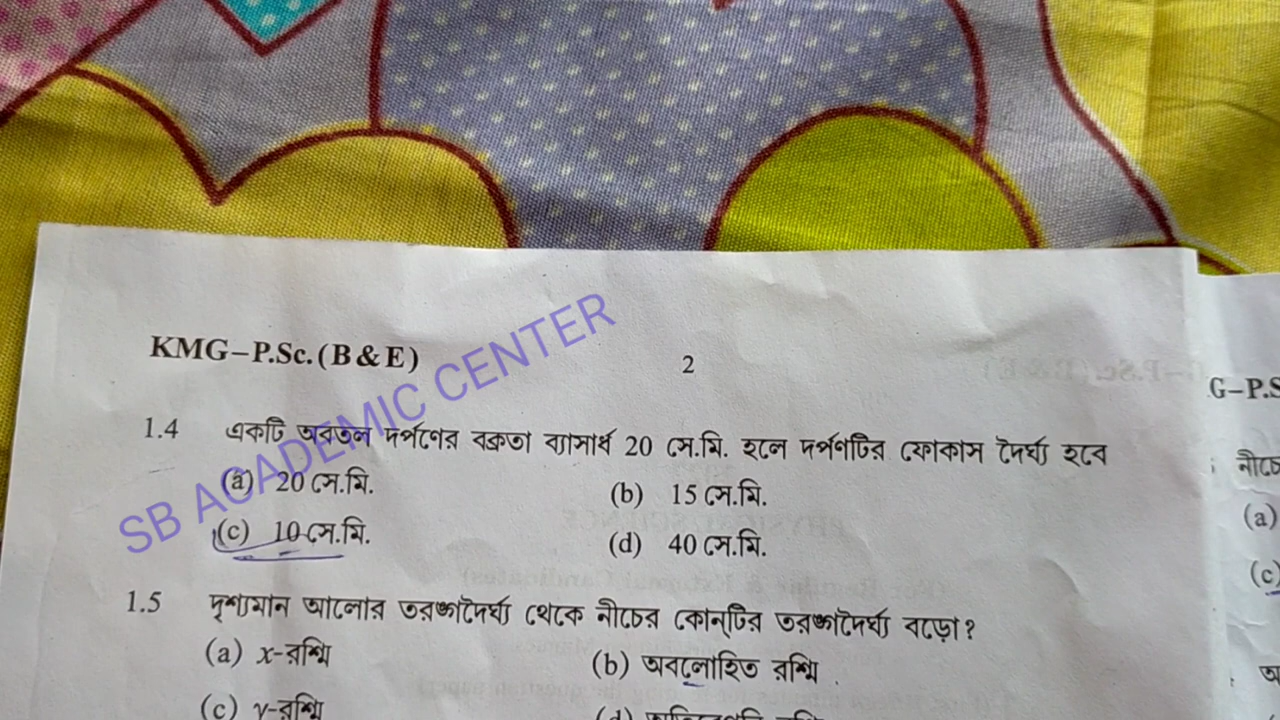 KMG–P.Sc.(B & E)
2
SB ACADEMIC CENTER
1.4 একটি অবতল দর্পণের বক্রতা ব্যাসার্ধ 20 সে.মি. হলে দর্পণটির ফোকাস দৈর্ঘ্য হবে
(a) 20 সে.মি. (b) 15 সে.মি.
(c) 10 সে.মি. (d) 40 সে.মি.
1.5 দৃশ্যমান আলোর তরঙ্গদৈর্ঘ্য থেকে নীচের কোন্‌টির তরঙ্গদৈর্ঘ্য বড়ো?
(a) x-রশ্মি (b) অবলোহিত রশ্মি
(c) γ-রশ্মি (d)
G–P.S
নীচে
(a)
(c)